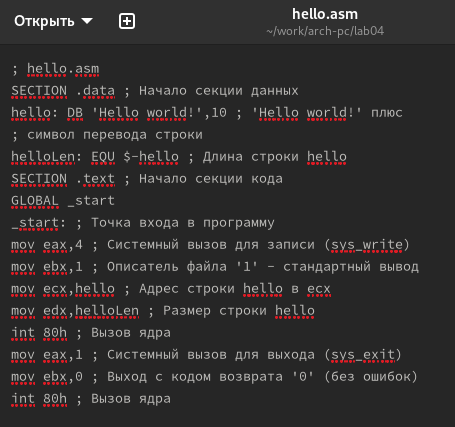 Открыть
hello.asm
~/work/arch-pc/lab04
; hello.asm
SECTION .data ; Начало секции данных
hello: DB 'Hello world!',10 ; 'Hello world!' плюс
; символ перевода строки
helloLen: EQU $-hello ; Длина строки hello
SECTION .text ; Начало секции кода
GLOBAL _start
_start: ; Точка входа в программу
mov eax,4 ; Системный вызов для записи (sys_write)
mov ebx,1 ; Описатель файла '1' - стандартный вывод
mov ecx,hello ; Адрес строки hello в ecx
mov edx,helloLen ; Размер строки hello
int 80h ; Вызов ядра
mov eax,1 ; Системный вызов для выхода (sys_exit)
mov ebx,0 ; Выход с кодом возврата '0' (без ошибок)
int 80h ; Вызов ядра